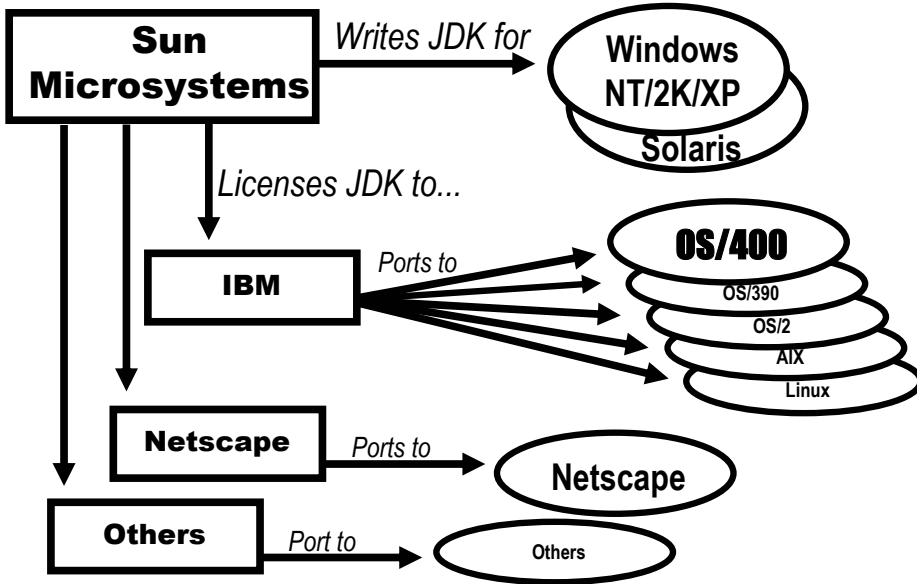 Sun
Microsystems
Writes JDK for
Windows
NT/2K/XP
Solaris
Licenses JDK to...
IBM
Ports to
OS/400
OS/390
OS/2
AIX
Linux
Netscape
Ports to
Netscape
Others
Port to
Others